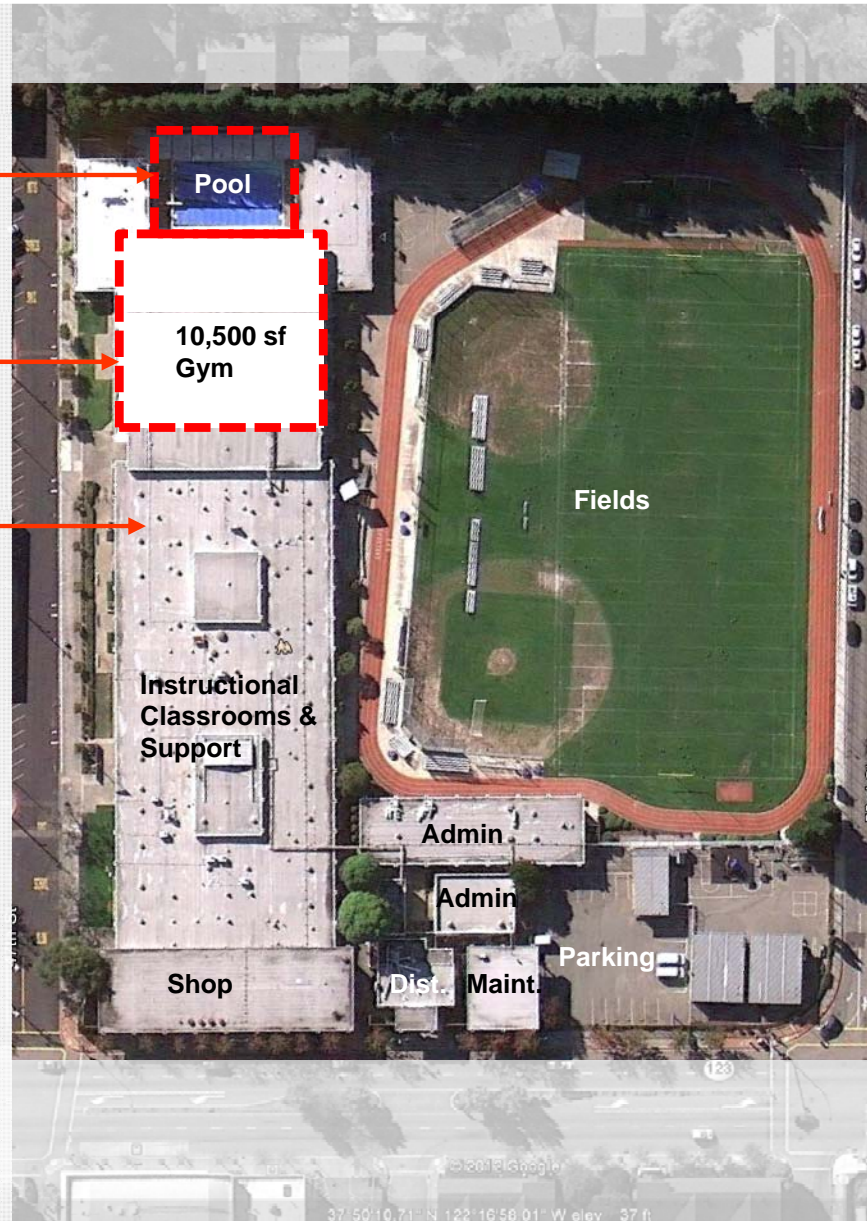 Pool
10,500 sf
Gym
Fields
Instructional
Classrooms &
Support
Admin
Admin
Parking
Shop
Dist..
Maint.
123
© 2012 Google
37°50'10.71" N 122°16'58.01" W elev 37 ft